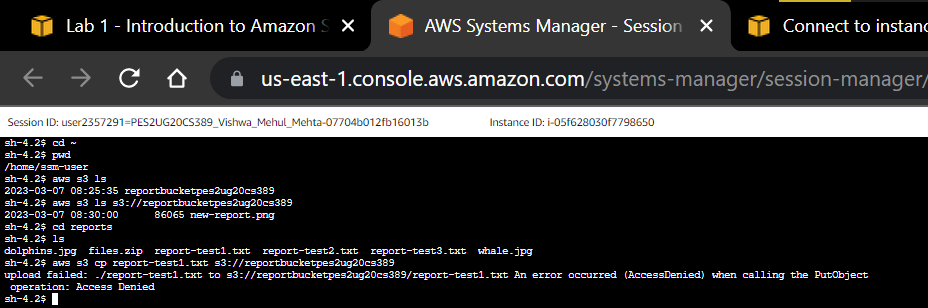 Lab 1 - Introduction to Amazon S
AWS Systems Manager - Session
Connect to instanc
us-east-1.console.aws.amazon.com/systems-manager/session-manager/
Session ID: user2357291=PES2UG20CS389_Vishwa_Mehul_Mehta-07704b012fb16013b Instance ID: i-05f628030f7798650
sh-4.2$ cd ~
sh-4.2$ pwd
/home/ssm-user
sh-4.2$ aws s3 ls
2023-03-07 08:25:35 reportbucketpes2ug20cs389
sh-4.2$ aws s3 ls s3://reportbucketpes2ug20cs389
2023-03-07 08:30:00 86065 new-report.png
sh-4.2$ cd reports
sh-4.2$ ls
dolphins.jpg files.zip report-test1.txt report-test2.txt report-test3.txt whale.jpg
sh-4.2$ aws s3 cp report-test1.txt s3://reportbucketpes2ug20cs389
upload failed: ./report-test1.txt to s3://reportbucketpes2ug20cs389/report-test1.txt An error occurred (AccessDenied) when calling the PutObject
operation: Access Denied
sh-4.2$